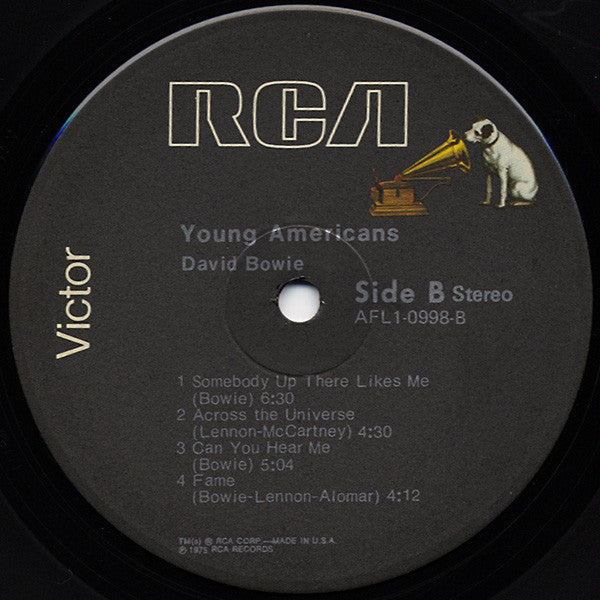 RCA
Victor
Young Americans
David Bowie
Side B Stereo
AFL1-0998-B
1 Somebody Up There Likes Me
(Bowie) 6:30
2 Across the Universe
(Lennon-McCartney) 4:30
3 Can You Hear Me
(Bowie) 5:04
4 Fame
(Bowie-Lennon-Alomar) 4:12
TM(s) ® RCA CORP.—MADE IN U.S.A.
℗ 1975 RCA RECORDS